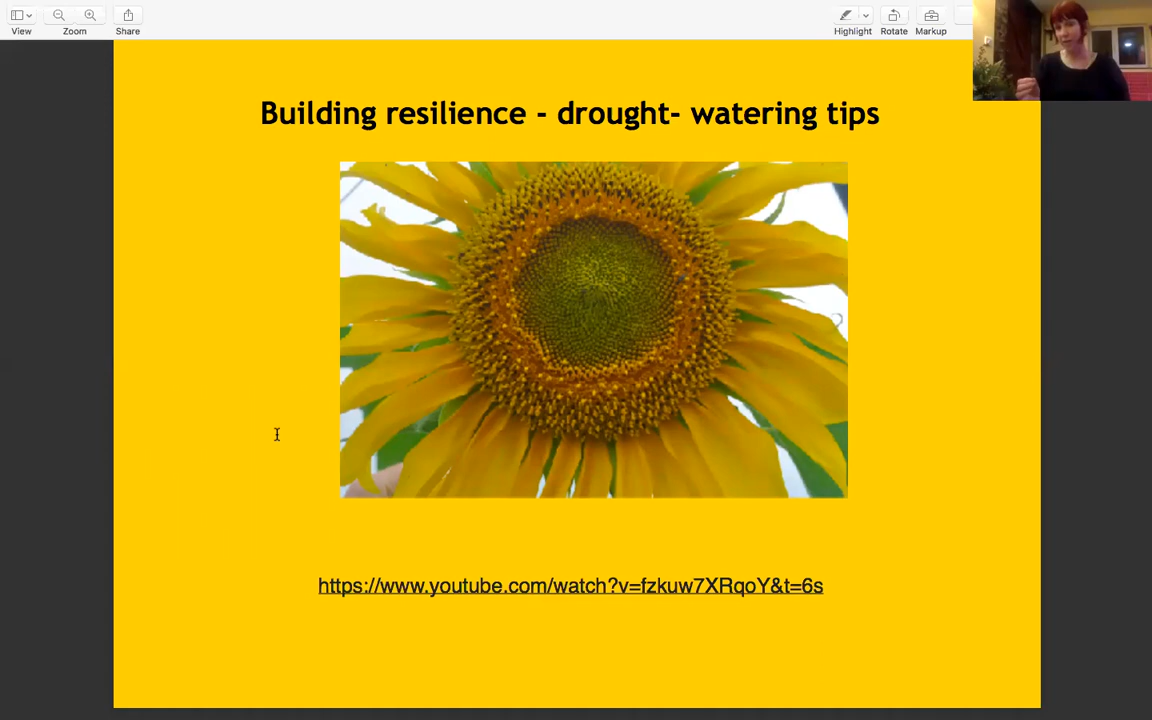 View
Zoom
Share
Highlight
Rotate
Markup
Building resilience - drought- watering tips
https://www.youtube.com/watch?v=fzkuw7XRqoY&t=6s